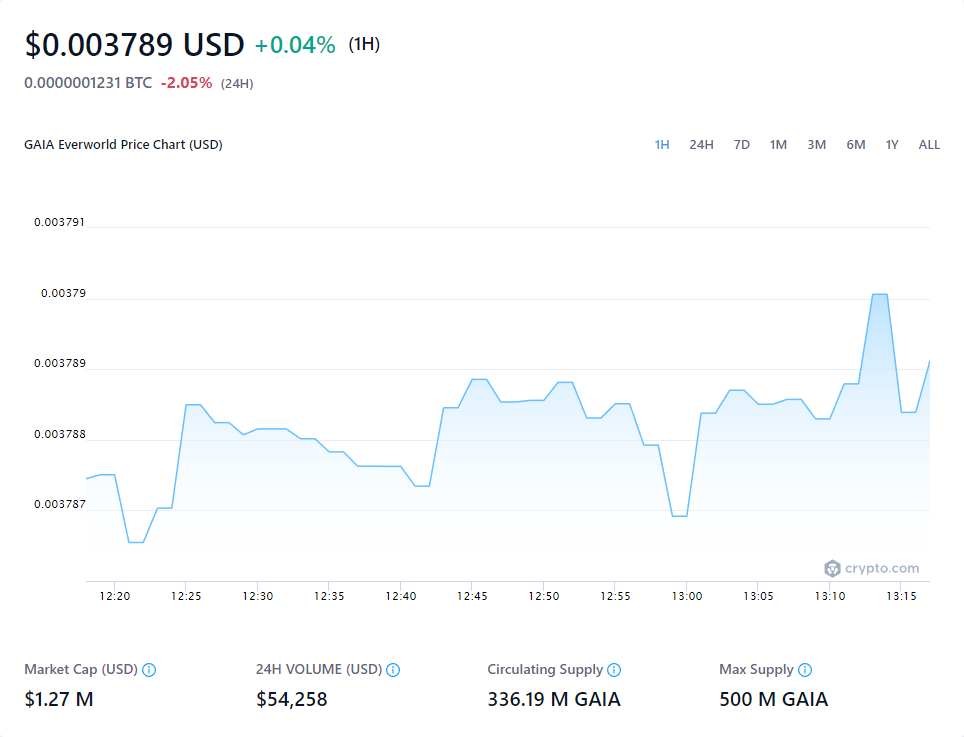 $0.003789 USD +0.04% (1H)
0.0000001231 BTC -2.05% (24H)
GAIA Everworld Price Chart (USD)
1H 24H 7D 1M 3M 6M 1Y ALL
0.003791
0.00379
0.003789
0.003788
0.003787
crypto.com
12:20 12:25 12:30 12:35 12:40 12:45 12:50 12:55 13:00 13:05 13:10 13:15
Market Cap (USD) 24H VOLUME (USD) Circulating Supply Max Supply
$1.27 M $54,258 336.19 M GAIA 500 M GAIA